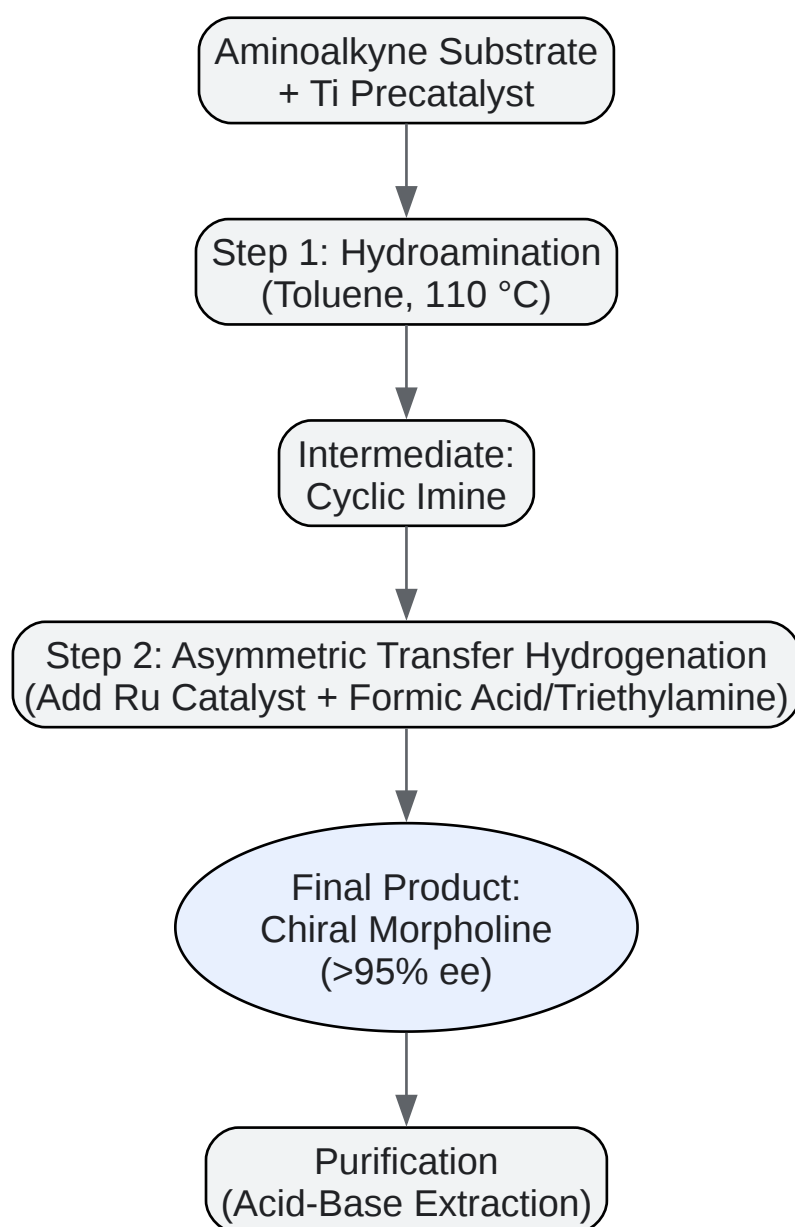 Aminoalkyne Substrate
+ Ti Precatalyst
Step 1: Hydroamination
(Toluene, 110 °C)
Intermediate:
Cyclic Imine
Step 2: Asymmetric Transfer Hydrogenation
(Add Ru Catalyst + Formic Acid/Triethylamine)
Final Product:
Chiral Morpholine
(>95% ee)
Purification
(Acid-Base Extraction)